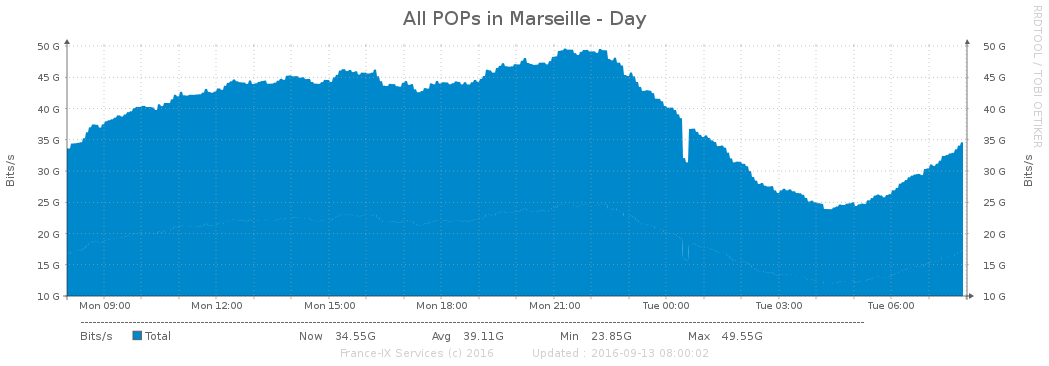 All POPs in Marseille - Day
RRDTOOL / TOBI OETIKER
50 G 50 G
45 G 45 G
40 G 40 G
35 G 35 G
30 G 30 G
25 G 25 G
20 G 20 G
15 G 15 G
10 G 10 G
Bits/s
Bits/s
Mon 09:00 Mon 12:00 Mon 15:00 Mon 18:00 Mon 21:00 Tue 00:00 Tue 03:00 Tue 06:00
Bits/s Total Now 34.55G Avg 39.11G Min 23.85G Max 49.55G
France-IX Services (c) 2016 Updated : 2016-09-13 08:00:02